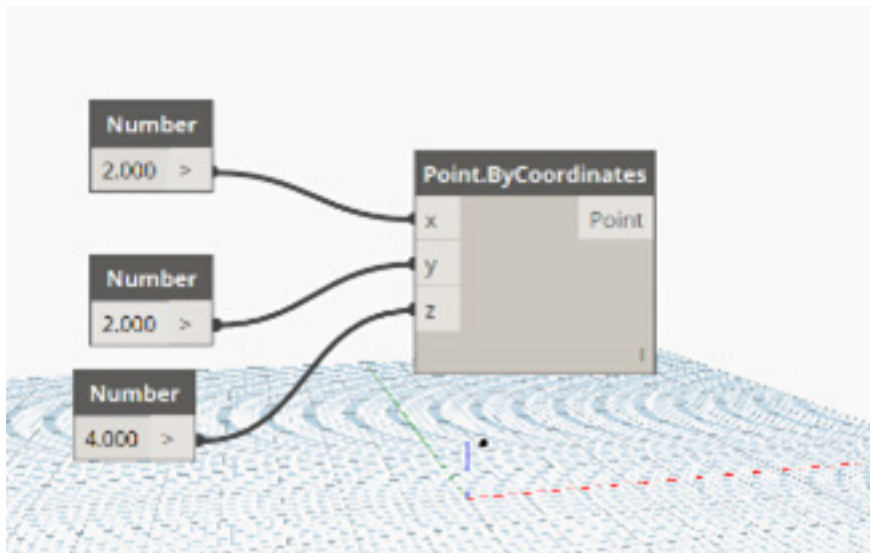 Number
2.000 >
Point.ByCoordinates
x Point
y
z
Number
2.000 >
Number
4.000 >